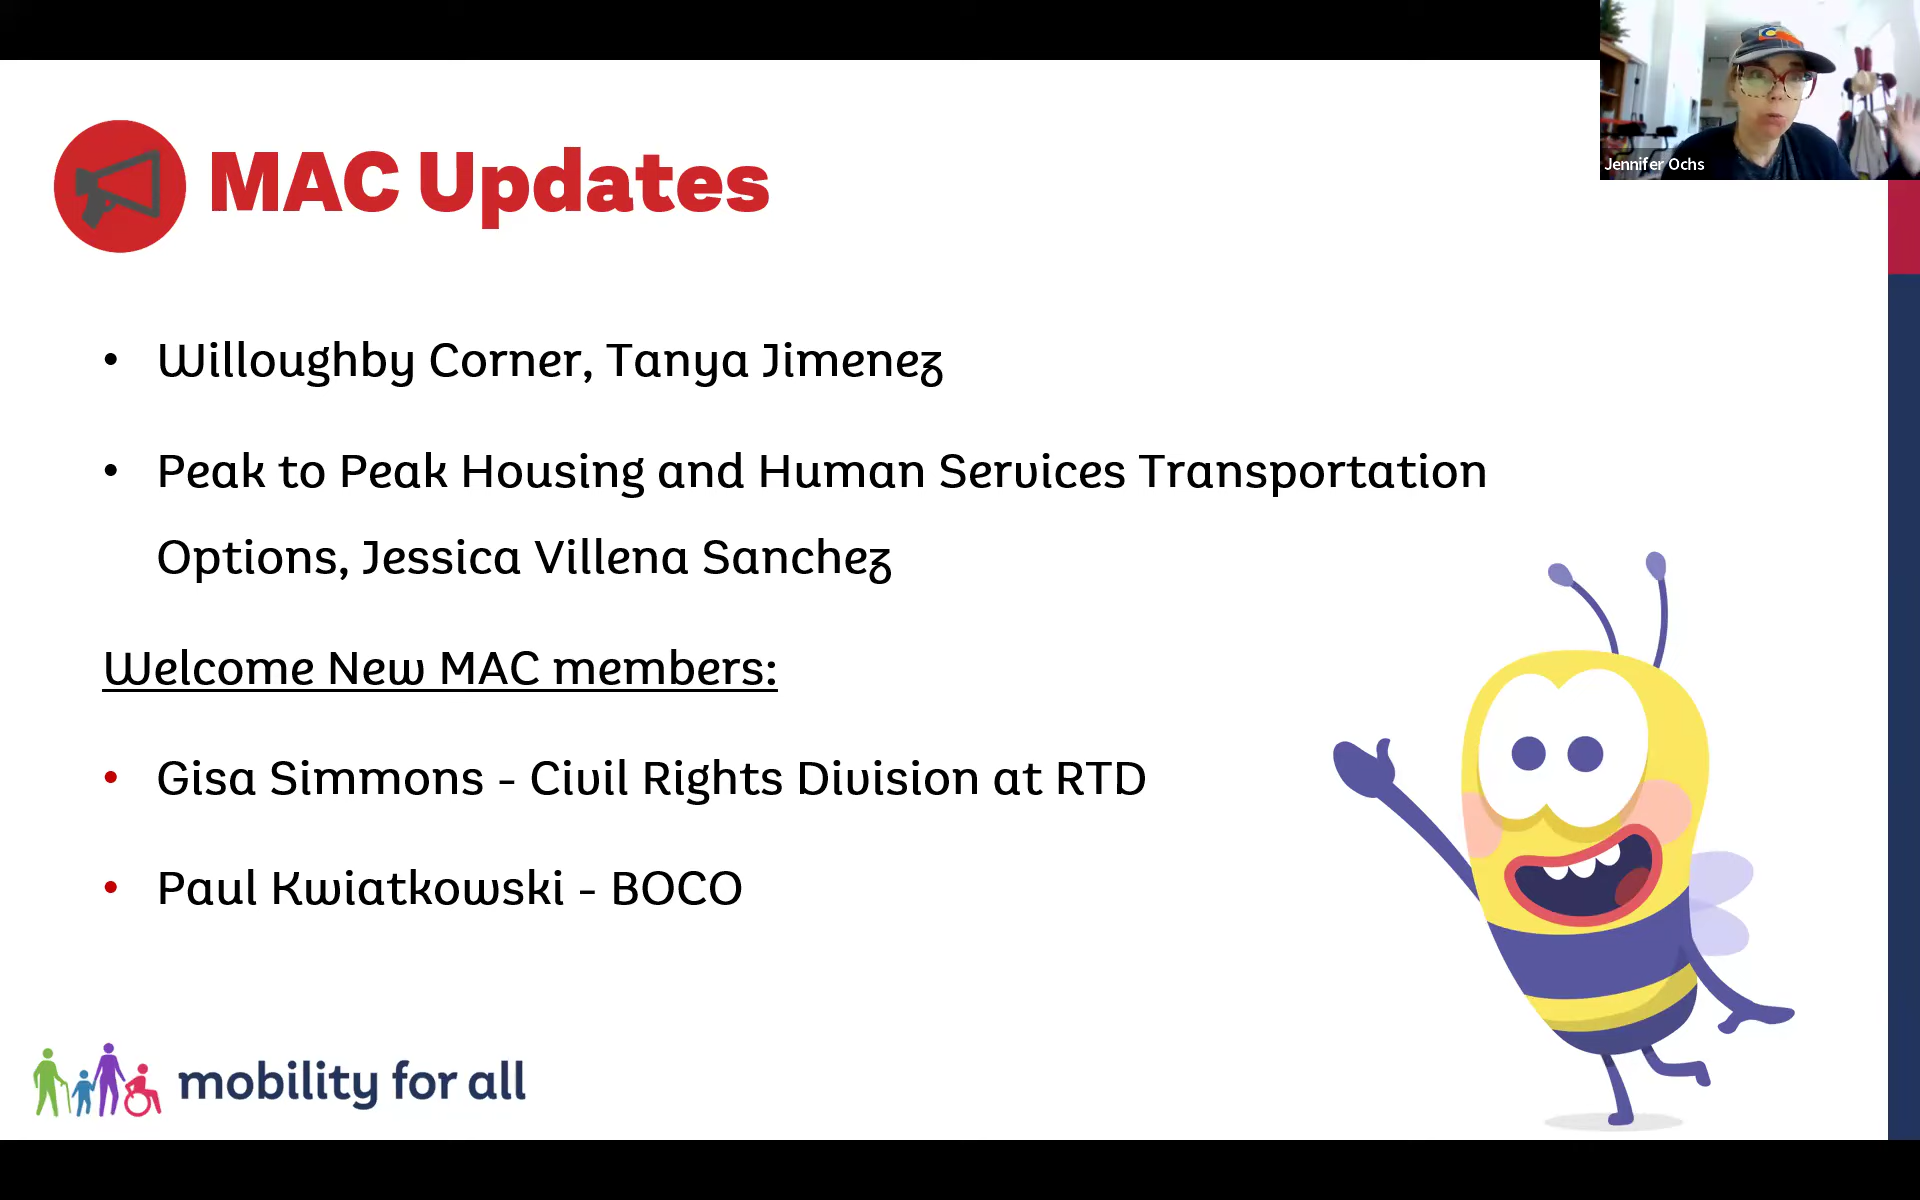 Jennifer Ochs
MAC Updates
• Willoughby Corner, Tanya Jimenez
• Peak to Peak Housing and Human Services Transportation
Options, Jessica Villena Sanchez
Welcome New MAC members:
• Gisa Simmons - Civil Rights Division at RTD
• Paul Kwiatkowski - BOCO
mobility for all